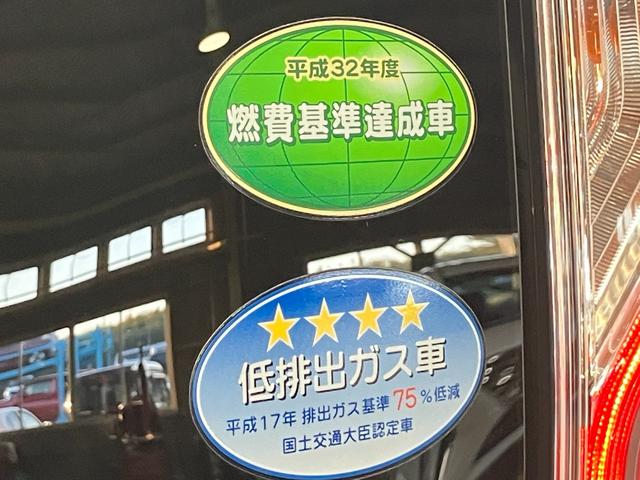 平成32年度
燃費基準達成車
低排出ガス車
平成17年 排出ガス基準 75%低減
国土交通大臣認定車